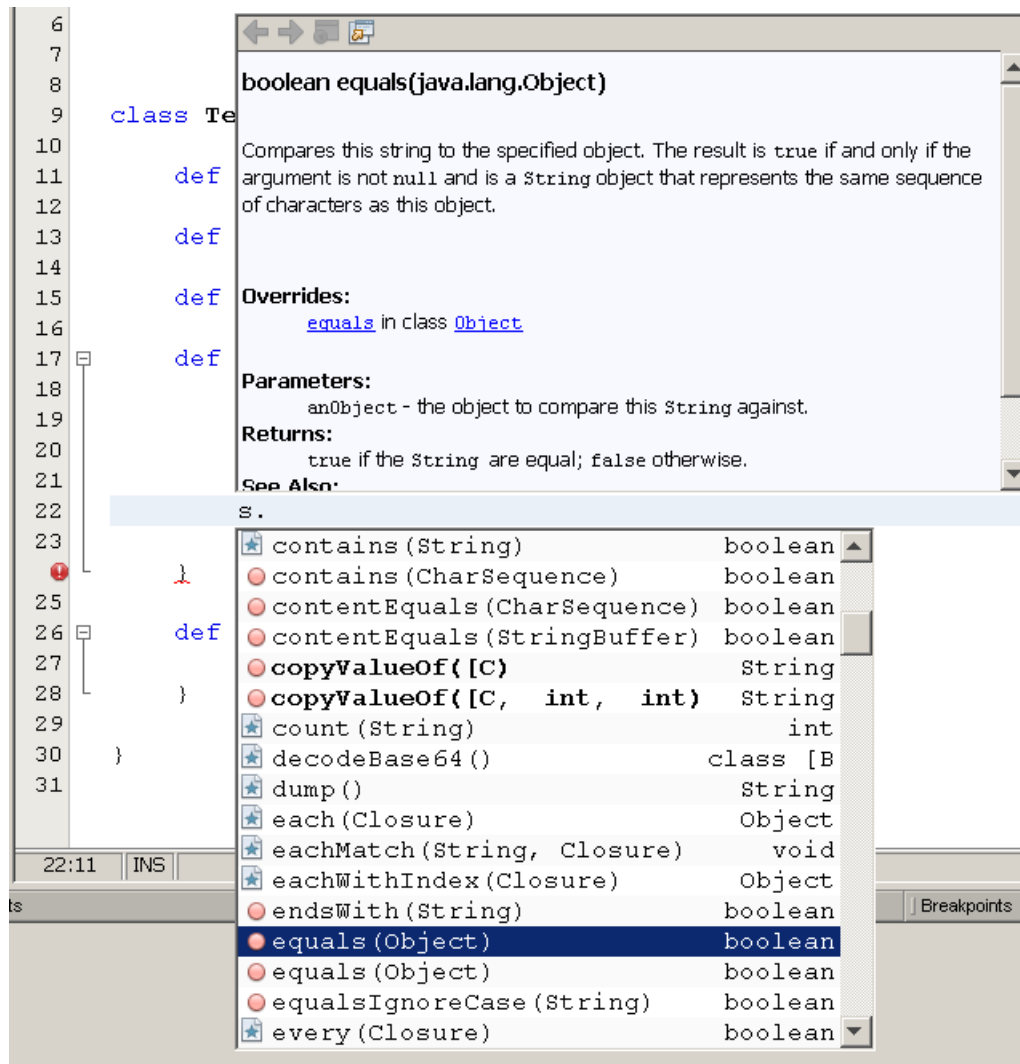 6
7
8
boolean equals(java.lang.Object)
9 class Te
10 Compares this string to the specified object. The result is true if and only if the
11 def argument is not null and is a String object that represents the same sequence
12 of characters as this object.
13 def
14
15 def Overrides:
16 equals in class Object
17 def
18 Parameters:
19 anObject - the object to compare this String against.
Returns:
20 true if the String are equal; false otherwise.
21 See Also:
22 s.
23 contains(String) boolean
} contains(CharSequence) boolean
25 contentEquals(CharSequence) boolean
26 def contentEquals(StringBuffer) boolean
27 copyValueOf([C) String
28 } copyValueOf([C, int, int) String
29 count(String) int
30 } decodeBase64() class [B
31 dump() String
each(Closure) Object
22:11 INS eachMatch(String, Closure) void
eachWithIndex(Closure) Object
ts endsWith(String) boolean Breakpoints
equals(Object) boolean
equals(Object) boolean
equalsIgnoreCase(String) boolean
every(Closure) boolean